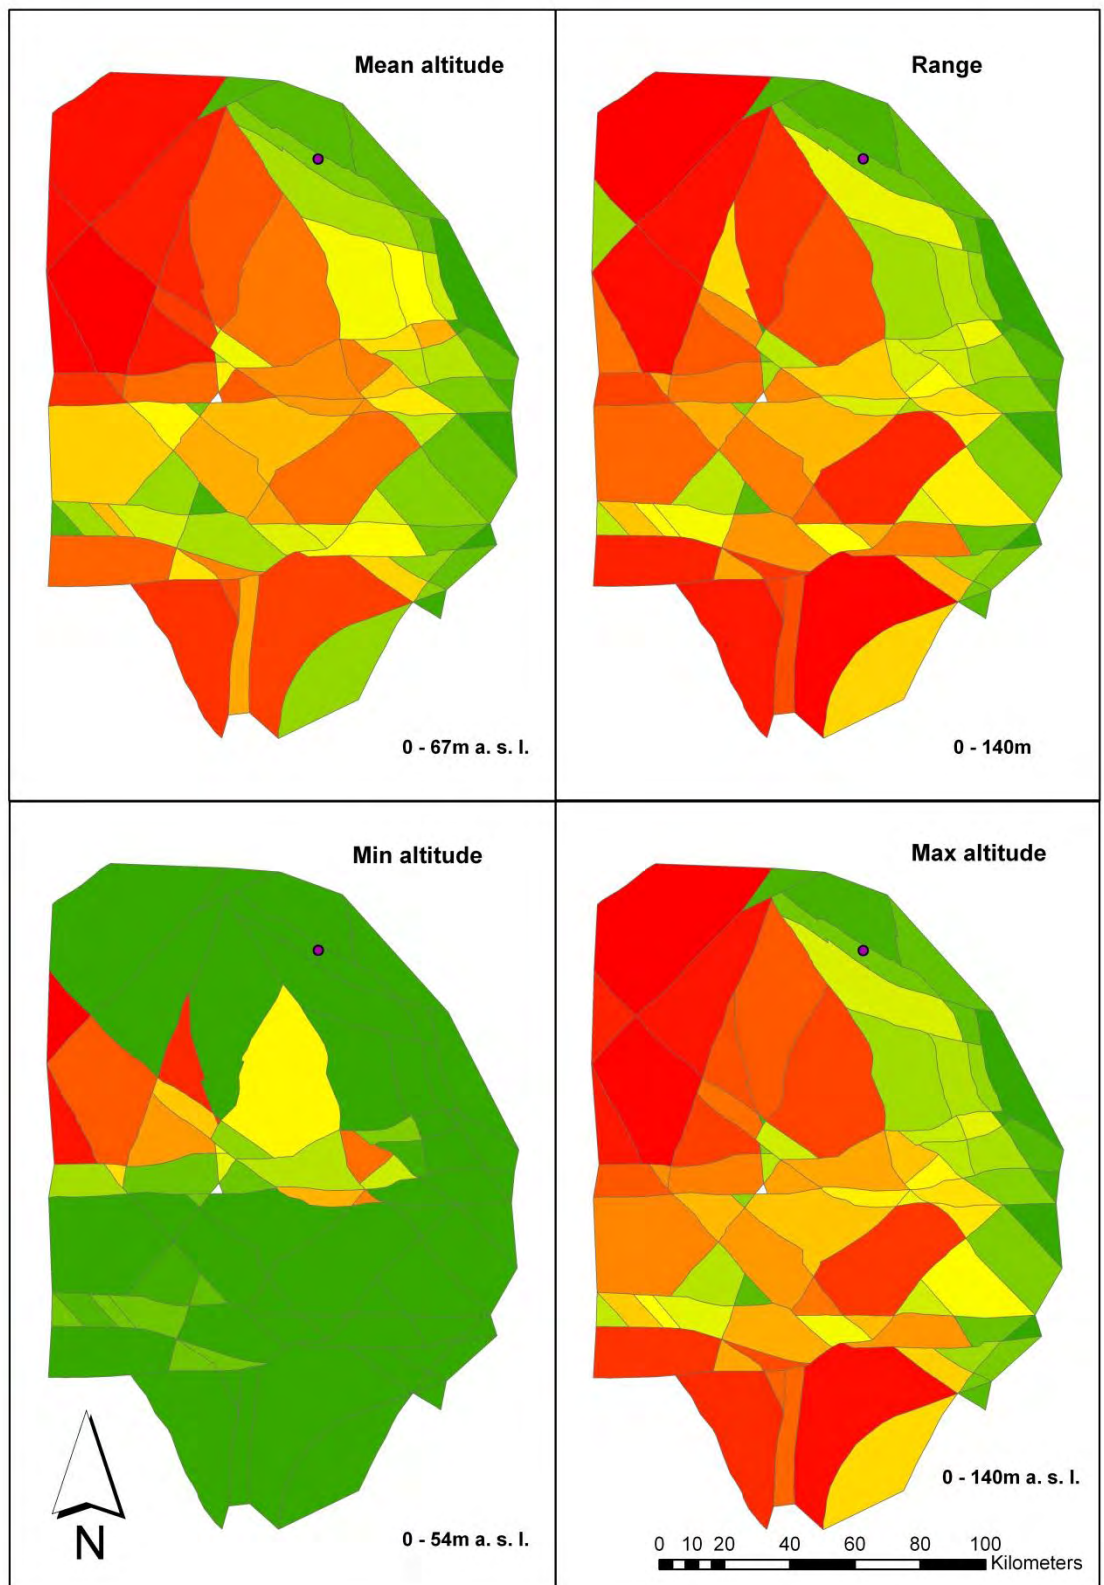 Mean altitude
0 - 67m a. s. l.
Range
0 - 140m
Min altitude
N
0 - 54m a. s. l.
Max altitude
0 - 140m a. s. l.
0 10 20 40 60 80 100
Kilometers